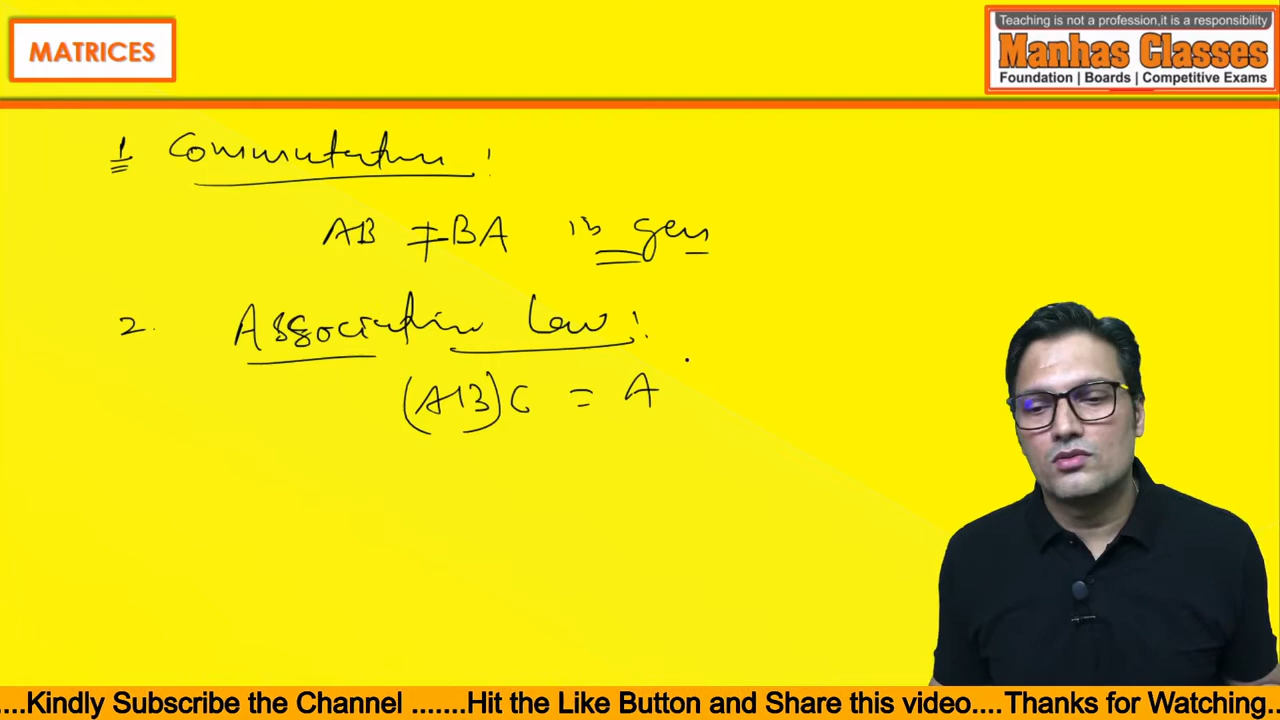 MATRICES
Teaching is not a profession,it is a responsibility
Manhas Classes
Foundation | Boards | Competitive Exams
1 Commutative :
AB ≠ BA in gen
2. Associative Law :
(AB)C = A
....Kindly Subscribe the Channel .......Hit the Like Button and Share this video....Thanks for Watching..